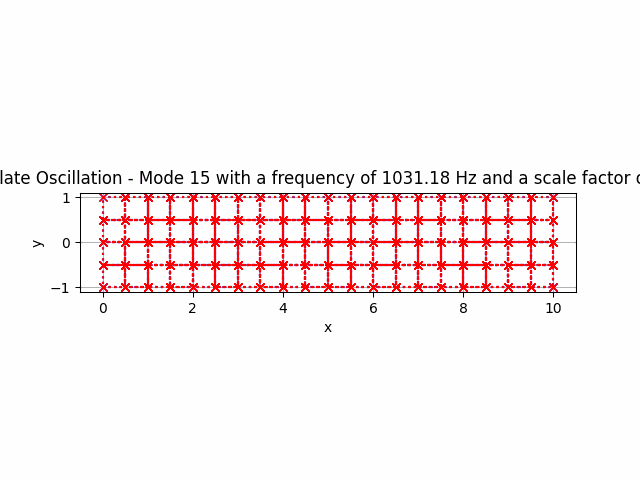 late Oscillation - Mode 15 with a frequency of 1031.18 Hz and a scale factor o
1
0
−1
y
0 2 4 6 8 10
x